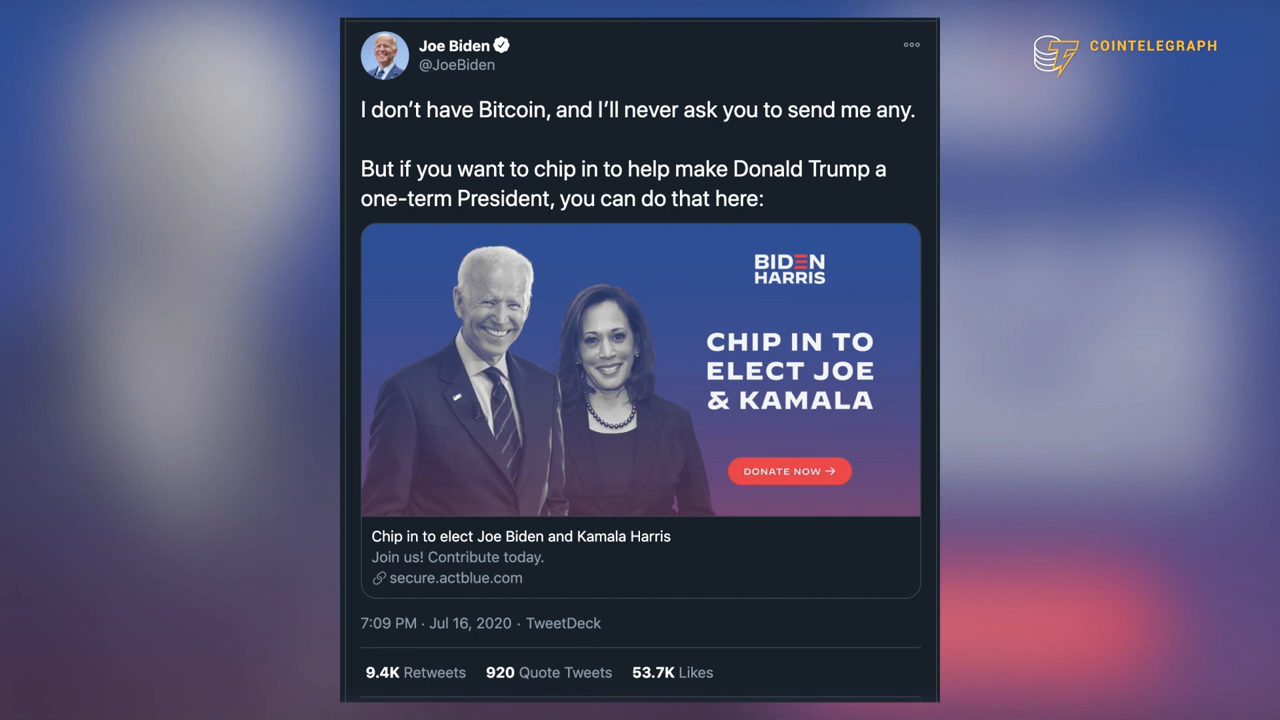 COINTELEGRAPH
Joe Biden
@JoeBiden
I don’t have Bitcoin, and I’ll never ask you to send me any.
But if you want to chip in to help make Donald Trump a
one-term President, you can do that here:
BIDEN
HARRIS
CHIP IN TO
ELECT JOE
& KAMALA
DONATE NOW →
Chip in to elect Joe Biden and Kamala Harris
Join us! Contribute today.
secure.actblue.com
7:09 PM · Jul 16, 2020 · TweetDeck
9.4K Retweets 920 Quote Tweets 53.7K Likes